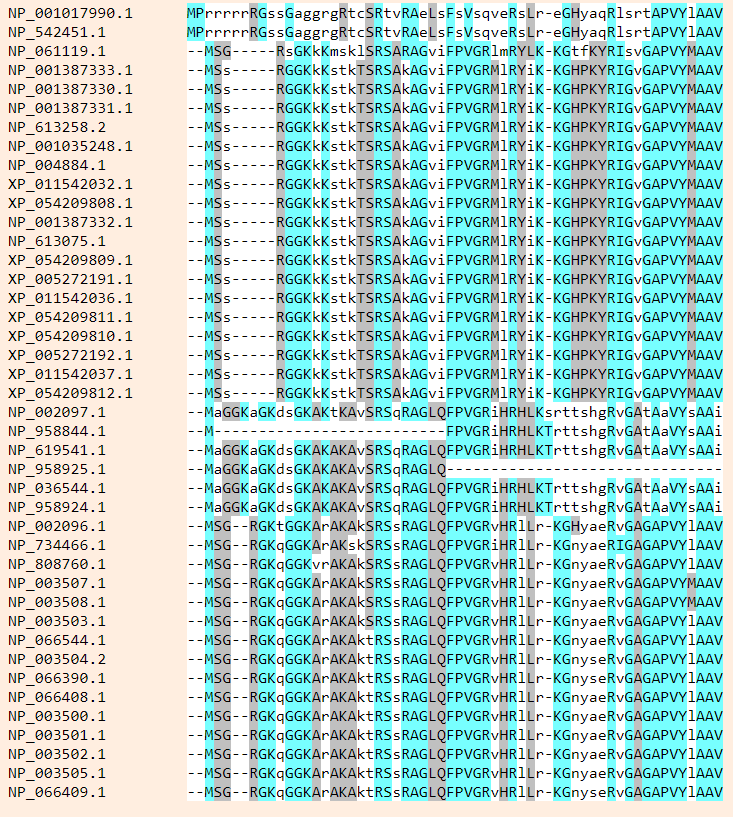 NP_001017990.1 MPrrrrrRGssGaggrgRtcSRtvRAeLsFsVsqveRsLr-eGHyaqRlsrtAPVYlAAV
NP_542451.1 MPrrrrrRGssGaggrgRtcSRtvRAeLsFsVsqveRsLr-eGHyaqRlsrtAPVYlAAV
NP_061119.1 --MSG-----RsGKkKmsklSRSARAGviFPVGRlmRYLK-KGtfKYRIsvGAPVYMAAV
NP_001387333.1 --MSs-----RGGKkKstkTSRSAkAGviFPVGRMlRYiK-KGHPKYRIGvGAPVYMAAV
NP_001387330.1 --MSs-----RGGKkKstkTSRSAkAGviFPVGRMlRYiK-KGHPKYRIGvGAPVYMAAV
NP_001387331.1 --MSs-----RGGKkKstkTSRSAkAGviFPVGRMlRYiK-KGHPKYRIGvGAPVYMAAV
NP_613258.2 --MSs-----RGGKkKstkTSRSAkAGviFPVGRMlRYiK-KGHPKYRIGvGAPVYMAAV
NP_001035248.1 --MSs-----RGGKkKstkTSRSAkAGviFPVGRMlRYiK-KGHPKYRIGvGAPVYMAAV
NP_004884.1 --MSs-----RGGKkKstkTSRSAkAGviFPVGRMlRYiK-KGHPKYRIGvGAPVYMAAV
XP_011542032.1 --MSs-----RGGKkKstkTSRSAkAGviFPVGRMlRYiK-KGHPKYRIGvGAPVYMAAV
XP_054209808.1 --MSs-----RGGKkKstkTSRSAkAGviFPVGRMlRYiK-KGHPKYRIGvGAPVYMAAV
NP_001387332.1 --MSs-----RGGKkKstkTSRSAkAGviFPVGRMlRYiK-KGHPKYRIGvGAPVYMAAV
NP_613075.1 --MSs-----RGGKkKstkTSRSAkAGviFPVGRMlRYiK-KGHPKYRIGvGAPVYMAAV
XP_054209809.1 --MSs-----RGGKkKstkTSRSAkAGviFPVGRMlRYiK-KGHPKYRIGvGAPVYMAAV
XP_005272191.1 --MSs-----RGGKkKstkTSRSAkAGviFPVGRMlRYiK-KGHPKYRIGvGAPVYMAAV
XP_011542036.1 --MSs-----RGGKkKstkTSRSAkAGviFPVGRMlRYiK-KGHPKYRIGvGAPVYMAAV
XP_054209811.1 --MSs-----RGGKkKstkTSRSAkAGviFPVGRMlRYiK-KGHPKYRIGvGAPVYMAAV
XP_054209810.1 --MSs-----RGGKkKstkTSRSAkAGviFPVGRMlRYiK-KGHPKYRIGvGAPVYMAAV
XP_005272192.1 --MSs-----RGGKkKstkTSRSAkAGviFPVGRMlRYiK-KGHPKYRIGvGAPVYMAAV
XP_011542037.1 --MSs-----RGGKkKstkTSRSAkAGviFPVGRMlRYiK-KGHPKYRIGvGAPVYMAAV
XP_054209812.1 --MSs-----RGGKkKstkTSRSAkAGviFPVGRMlRYiK-KGHPKYRIGvGAPVYMAAV
NP_002097.1 --MaGGKaGKdsGKAKtKAvSRSqRAGLQFPVGRiHRHLKsrttshgRvGAtAaVYsAAi
NP_958844.1 --M--------------------------FPVGRiHRHLKTrttshgRvGAtAaVYsAAi
NP_619541.1 --MaGGKaGKdsGKAKAKAvSRSqRAGLQFPVGRiHRHLKTrttshgRvGAtAaVYsAAi
NP_958925.1 --MaGGKaGKdsGKAKAKAvSRSqRAGLQ-------------------------------
NP_036544.1 --MaGGKaGKdsGKAKAKAvSRSqRAGLQFPVGRiHRHLKTrttshgRvGAtAaVYsAAi
NP_958924.1 --MaGGKaGKdsGKAKAKAvSRSqRAGLQFPVGRiHRHLKTrttshgRvGAtAaVYsAAi
NP_002096.1 --MSG--RGKtGGKArAKAkSRSsRAGLQFPVGRvHRlLr-KGHyaeRvGAGAPVYlAAV
NP_734466.1 --MSG--RGKqGGKArAKskSRSsRAGLQFPVGRiHRlLr-KGnyaeRIGAGAPVYlAAV
NP_808760.1 --MSG--RGKqGGKvrAKAkSRSsRAGLQFPVGRvHRlLr-KGnyaeRvGAGAPVYlAAV
NP_003507.1 --MSG--RGKqGGKArAKAkSRSsRAGLQFPVGRvHRlLr-KGnyaeRvGAGAPVYMAAV
NP_003508.1 --MSG--RGKqGGKArAKAkSRSsRAGLQFPVGRvHRlLr-KGnyaeRvGAGAPVYMAAV
NP_003503.1 --MSG--RGKqGGKArAKAkSRSsRAGLQFPVGRvHRlLr-KGnyaeRvGAGAPVYlAAV
NP_066544.1 --MSG--RGKqGGKArAKAktRSsRAGLQFPVGRvHRlLr-KGnyaeRvGAGAPVYlAAV
NP_003504.2 --MSG--RGKqGGKArAKAktRSsRAGLQFPVGRvHRlLr-KGnyseRvGAGAPVYlAAV
NP_066390.1 --MSG--RGKqGGKArAKAktRSsRAGLQFPVGRvHRlLr-KGnyseRvGAGAPVYlAAV
NP_066408.1 --MSG--RGKqGGKArAKAktRSsRAGLQFPVGRvHRlLr-KGnyaeRvGAGAPVYlAAV
NP_003500.1 --MSG--RGKqGGKArAKAktRSsRAGLQFPVGRvHRlLr-KGnyaeRvGAGAPVYlAAV
NP_003501.1 --MSG--RGKqGGKArAKAktRSsRAGLQFPVGRvHRlLr-KGnyaeRvGAGAPVYlAAV
NP_003502.1 --MSG--RGKqGGKArAKAktRSsRAGLQFPVGRvHRlLr-KGnyaeRvGAGAPVYlAAV
NP_003505.1 --MSG--RGKqGGKArAKAktRSsRAGLQFPVGRvHRlLr-KGnyaeRvGAGAPVYlAAV
NP_066409.1 --MSG--RGKqGGKArAKAktRSsRAGLQFPVGRvHRlLr-KGnyseRvGAGAPVYlAAV